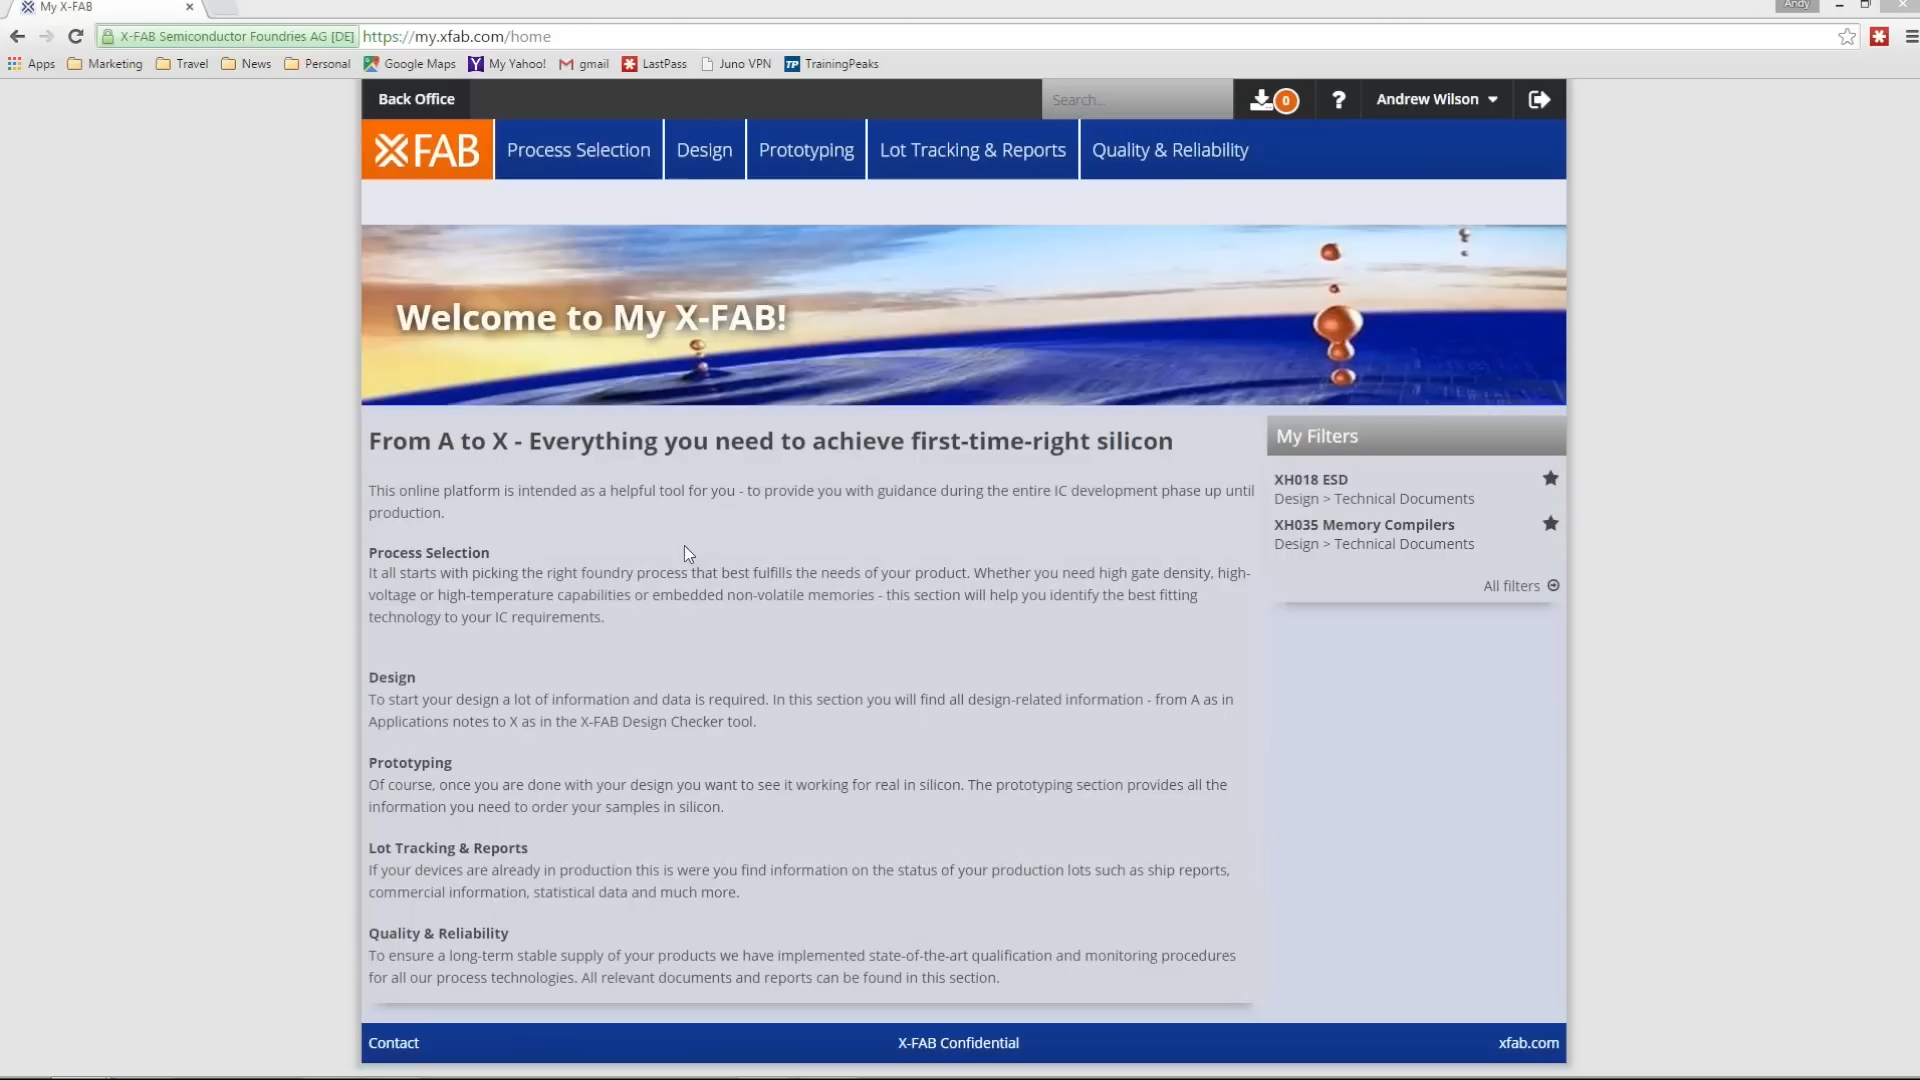 My X-FAB
Andy
X-FAB Semiconductor Foundries AG [DE] https://my.xfab.com/home
Apps Marketing Travel News Personal Google Maps My Yahoo! gmail LastPass Juno VPN TrainingPeaks
Back Office Search... 0 ? Andrew Wilson
XFAB Process Selection Design Prototyping Lot Tracking & Reports Quality & Reliability
Welcome to My X-FAB!
From A to X - Everything you need to achieve first-time-right silicon
This online platform is intended as a helpful tool for you - to provide you with guidance during the entire IC development phase up until
production.
Process Selection
It all starts with picking the right foundry process that best fulfills the needs of your product. Whether you need high gate density, high-
voltage or high-temperature capabilities or embedded non-volatile memories - this section will help you identify the best fitting
technology to your IC requirements.
Design
To start your design a lot of information and data is required. In this section you will find all design-related information - from A as in
Applications notes to X as in the X-FAB Design Checker tool.
Prototyping
Of course, once you are done with your design you want to see it working for real in silicon. The prototyping section provides all the
information you need to order your samples in silicon.
Lot Tracking & Reports
If your devices are already in production this is were you find information on the status of your production lots such as ship reports,
commercial information, statistical data and much more.
Quality & Reliability
To ensure a long-term stable supply of your products we have implemented state-of-the-art qualification and monitoring procedures
for all our process technologies. All relevant documents and reports can be found in this section.
My Filters
XH018 ESD
Design > Technical Documents
XH035 Memory Compilers
Design > Technical Documents
All filters
Contact X-FAB Confidential xfab.com